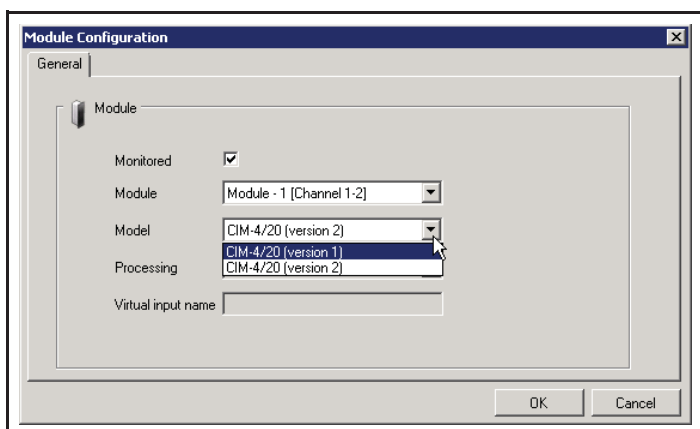 Module Configuration
General
Module
Monitored
Module Module - 1 [Channel 1-2]
Model CIM-4/20 (version 2)
CIM-4/20 (version 1)
CIM-4/20 (version 2)
Processing
Virtual input name
OK Cancel